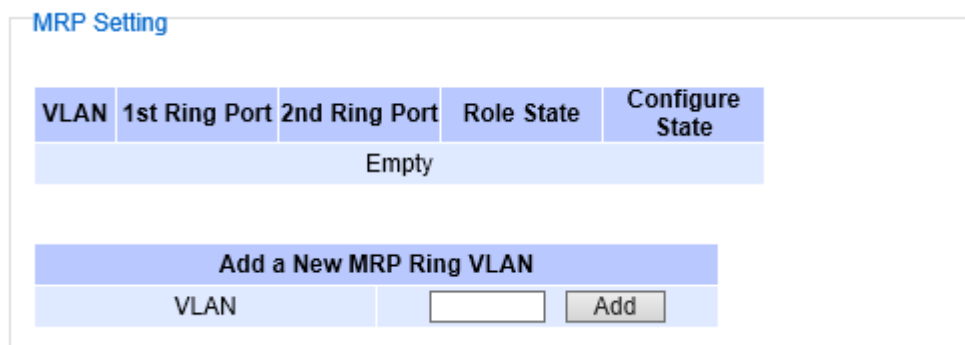 MRP Setting
VLAN 1st Ring Port 2nd Ring Port Role State Configure State
Empty
Add a New MRP Ring VLAN
VLAN Add